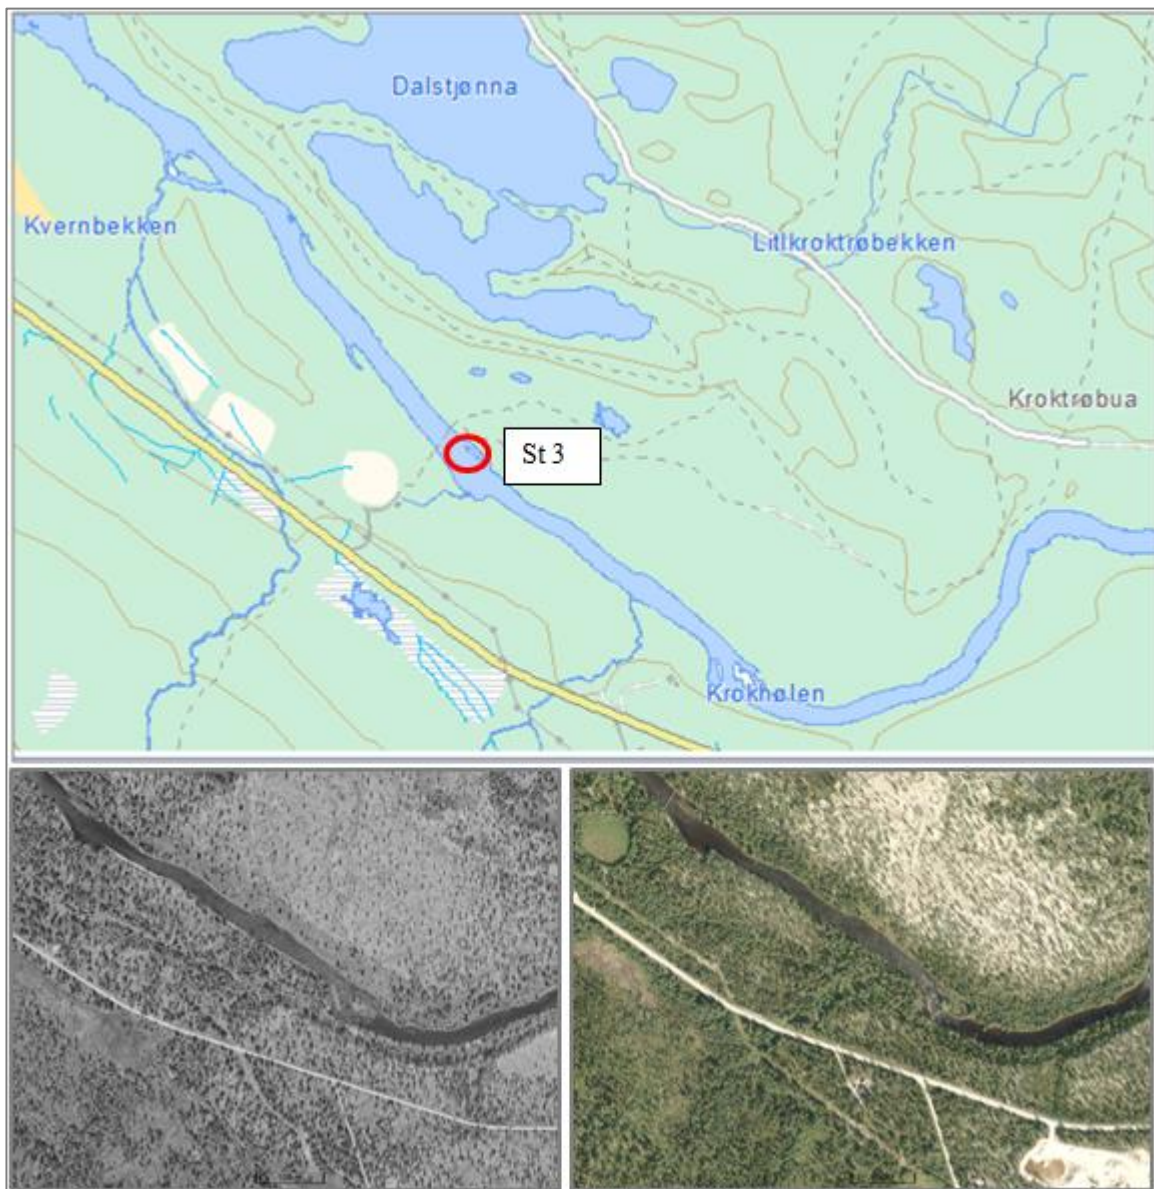 Dalstjønna
Kvernbekken
Litlkroktrøbekken
Kroktrøbua
St 3
Krokhølen